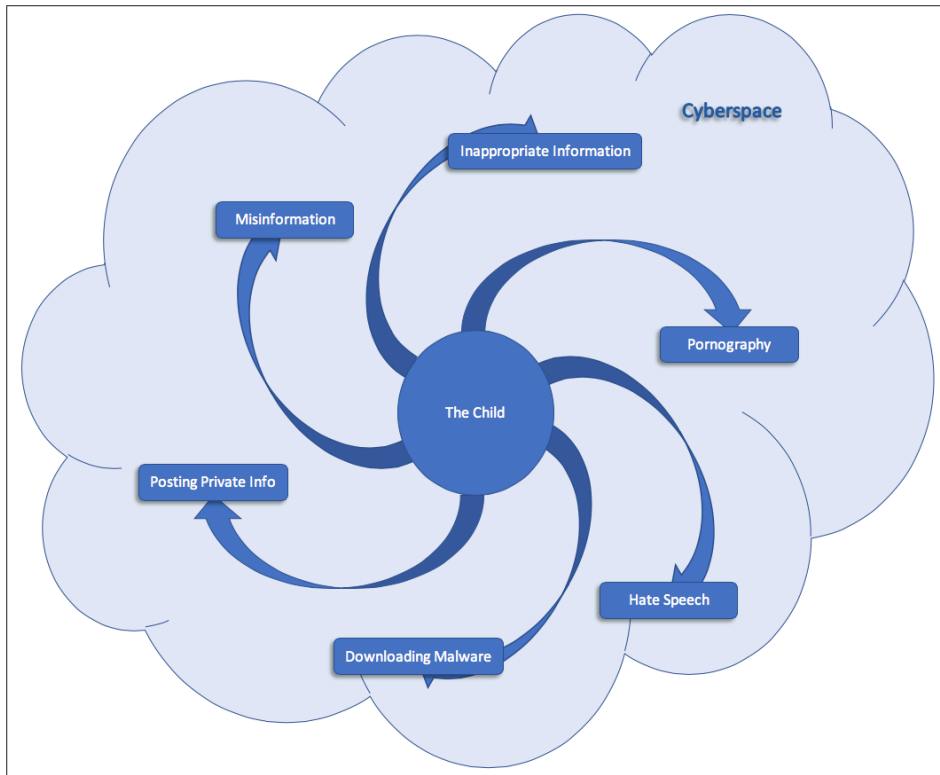 Cyberspace
Inappropriate Information
Misinformation
Pornography
The Child
Posting Private Info
Hate Speech
Downloading Malware